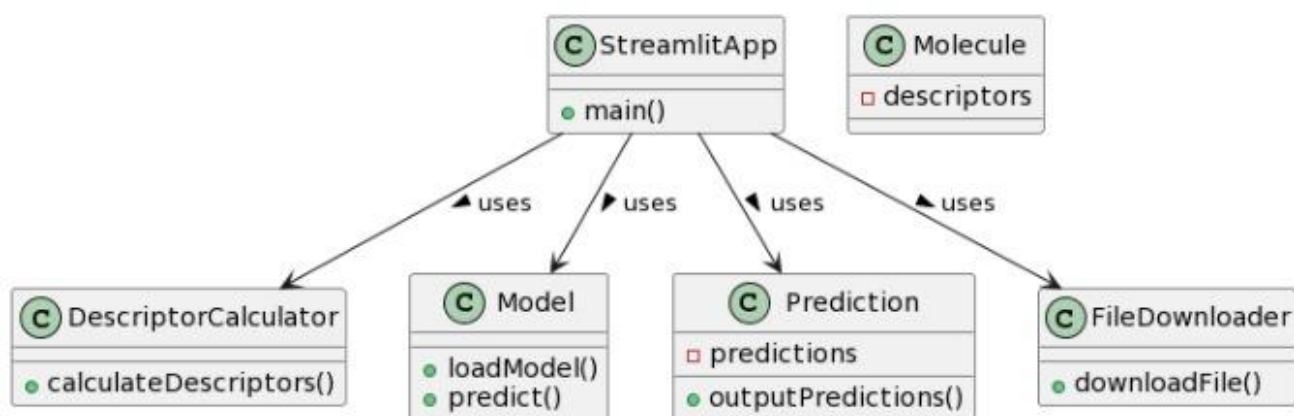 C StreamlitApp
main()
C Molecule
descriptors
uses
uses
uses
uses
C DescriptorCalculator
calculateDescriptors()
C Model
loadModel()
predict()
C Prediction
predictions
outputPredictions()
C FileDownloader
downloadFile()